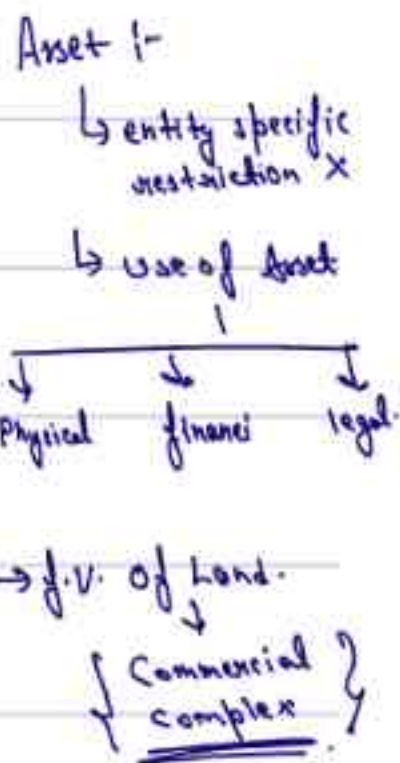 Asset :-
↳ entity specific
restriction X
↳ use of Asset
↓ ↓ ↓
Physical financi legal.
→ f.v. of Land.
↓
{ Commercial
complex }